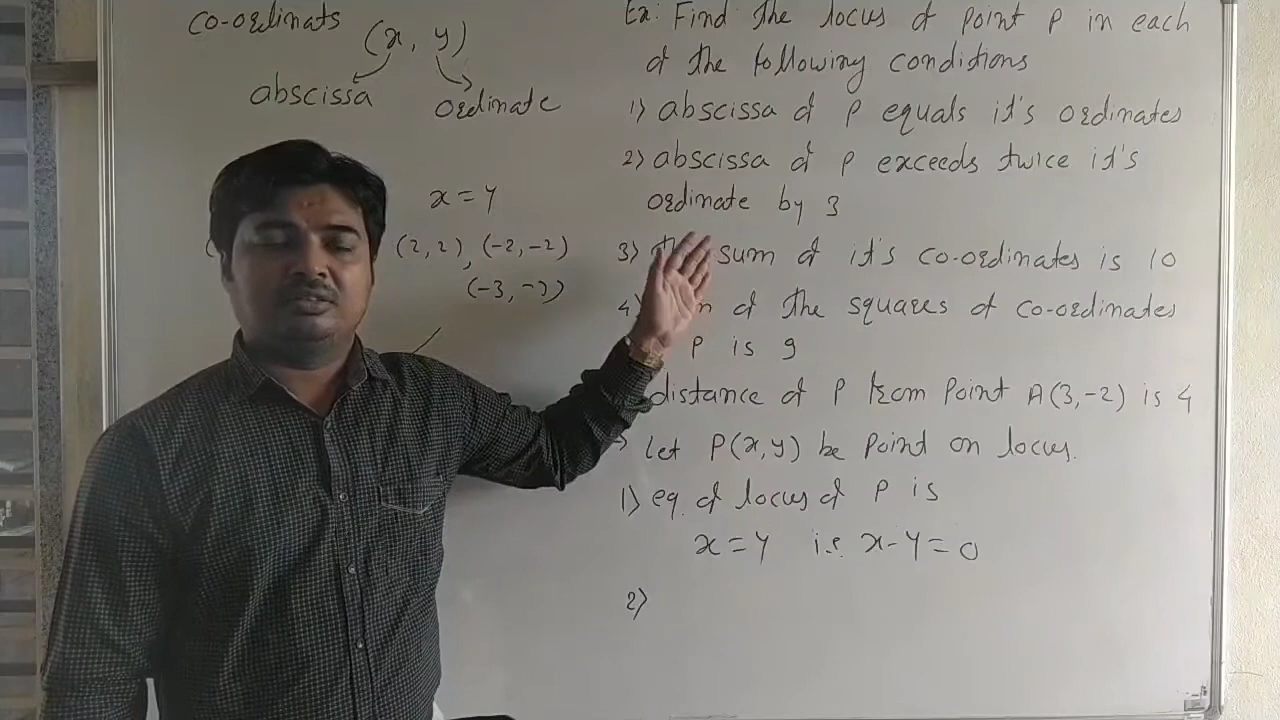 co-ordinats
(x, y)
abscissa
ordinate
x = y
(2, 2), (-2, -2)
(-3, -3)
Ex: Find the locus of point P in each
of the following conditions
1) abscissa of P equals it's ordinates
2) abscissa of P exceeds twice it's
ordinate by 3
3) the sum of it's co-ordinates is 10
4) of the squares of co-ordinates
P is 9
distance of P from Point A(3,-2) is 4
let P(x,y) be point on locus.
1) eq. of locus of P is
x = y i.e. x - y = 0
2)